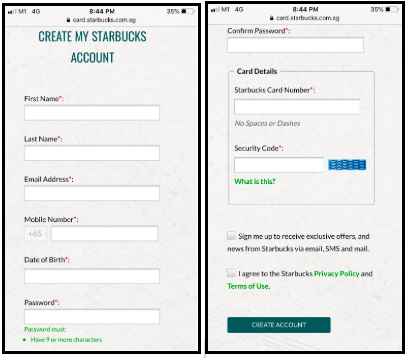 M1 4G 8:44 PM 35%
card.starbucks.com.sg
CREATE MY STARBUCKS
ACCOUNT
First Name*:
Last Name*:
Email Address*:
Mobile Number*:
+65
Date of Birth*:
Password*:
Password must:
Have 9 or more characters
M1 4G 8:44 PM 35%
card.starbucks.com.sg
Confirm Password*:
Card Details
Starbucks Card Number*:
No Spaces or Dashes
Security Code*:
What is this?
Sign me up to receive exclusive offers, and
news from Starbucks via email, SMS and mail.
I agree to the Starbucks Privacy Policy and
Terms of Use.
CREATE ACCOUNT